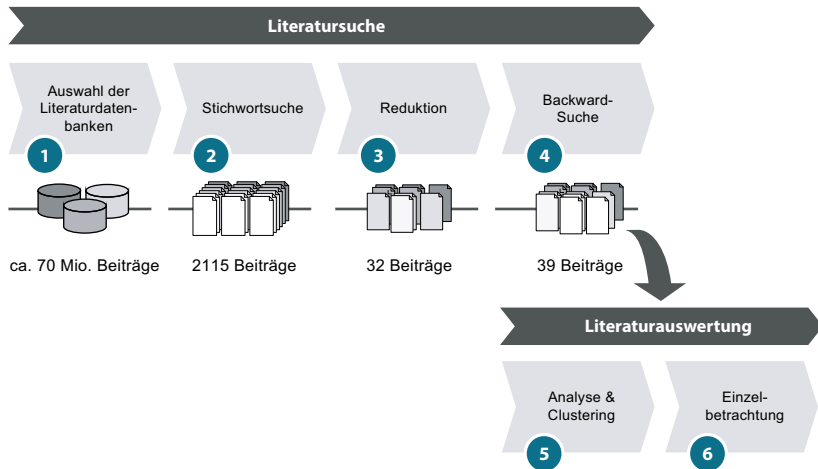 Literatursuche
Auswahl der
Literaturdaten-
banken
1
Stichwortsuche
2
Reduktion
3
Backward-
Suche
4
ca. 70 Mio. Beiträge
2115 Beiträge
32 Beiträge
39 Beiträge
Literaturauswertung
Analyse &
Clustering
5
Einzel-
betrachtung
6